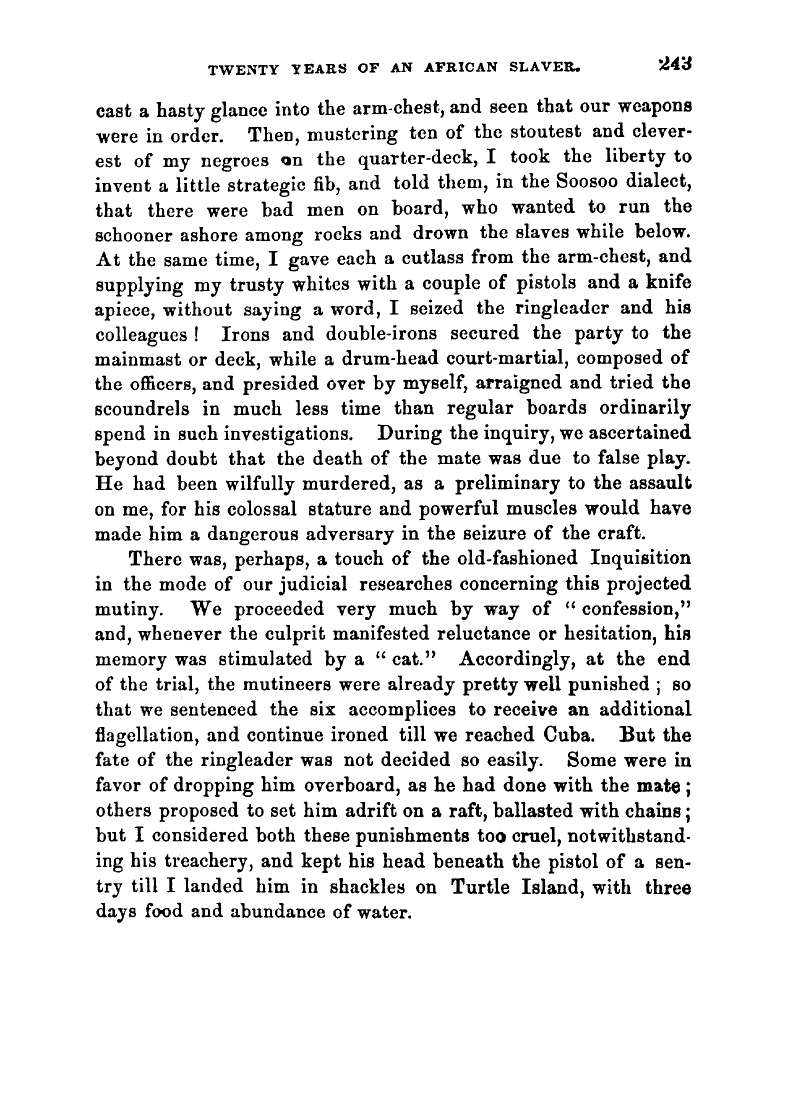 TWENTY YEARS OF AN AFRICAN SLAVER. 243
cast a hasty glance into the arm-chest, and seen that our weapons
were in order. Then, mustering ten of the stoutest and clever-
est of my negroes on the quarter-deck, I took the liberty to
invent a little strategic fib, and told them, in the Soosoo dialect,
that there were bad men on board, who wanted to run the
schooner ashore among rocks and drown the slaves while below.
At the same time, I gave each a cutlass from the arm-chest, and
supplying my trusty whites with a couple of pistols and a knife
apiece, without saying a word, I seized the ringleader and his
colleagues ! Irons and double-irons secured the party to the
mainmast or deck, while a drum-head court-martial, composed of
the officers, and presided over by myself, arraigned and tried the
scoundrels in much less time than regular boards ordinarily
spend in such investigations. During the inquiry, we ascertained
beyond doubt that the death of the mate was due to false play.
He had been wilfully murdered, as a preliminary to the assault
on me, for his colossal stature and powerful muscles would have
made him a dangerous adversary in the seizure of the craft.
There was, perhaps, a touch of the old-fashioned Inquisition
in the mode of our judicial researches concerning this projected
mutiny. We proceeded very much by way of " confession,"
and, whenever the culprit manifested reluctance or hesitation, his
memory was stimulated by a " cat." Accordingly, at the end
of the trial, the mutineers were already pretty well punished ; so
that we sentenced the six accomplices to receive an additional
flagellation, and continue ironed till we reached Cuba. But the
fate of the ringleader was not decided so easily. Some were in
favor of dropping him overboard, as he had done with the mate ;
others proposed to set him adrift on a raft, ballasted with chains ;
but I considered both these punishments too cruel, notwithstand-
ing his treachery, and kept his head beneath the pistol of a sen-
try till I landed him in shackles on Turtle Island, with three
days food and abundance of water.